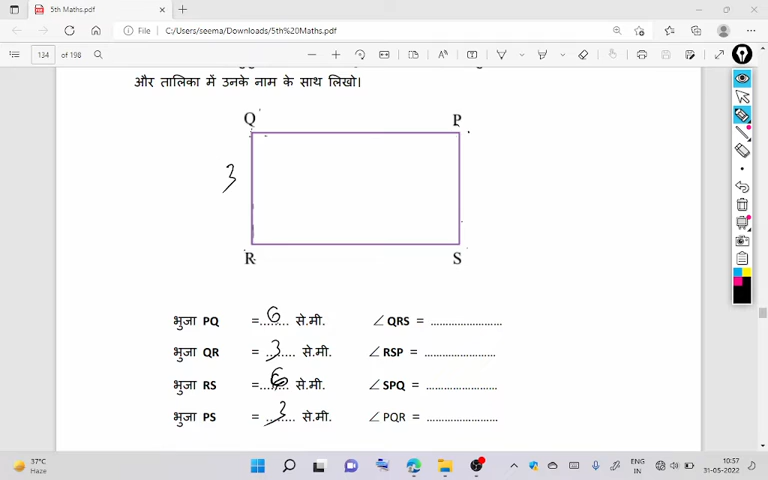 5th Maths.pdf
File C:/Users/seema/Downloads/5th%20Maths.pdf
134 of 198
और तालिका में उनके नाम के साथ लिखो।
Q P
3
R S
भुजा PQ =...6... से.मी. ∠QRS = ........................
भुजा QR =...3... से.मी. ∠RSP = ........................
भुजा RS =...6... से.मी. ∠SPQ = ........................
भुजा PS =...3... से.मी. ∠PQR = ........................
37°C
Haze
ENG
IN
10:57
31-05-2022